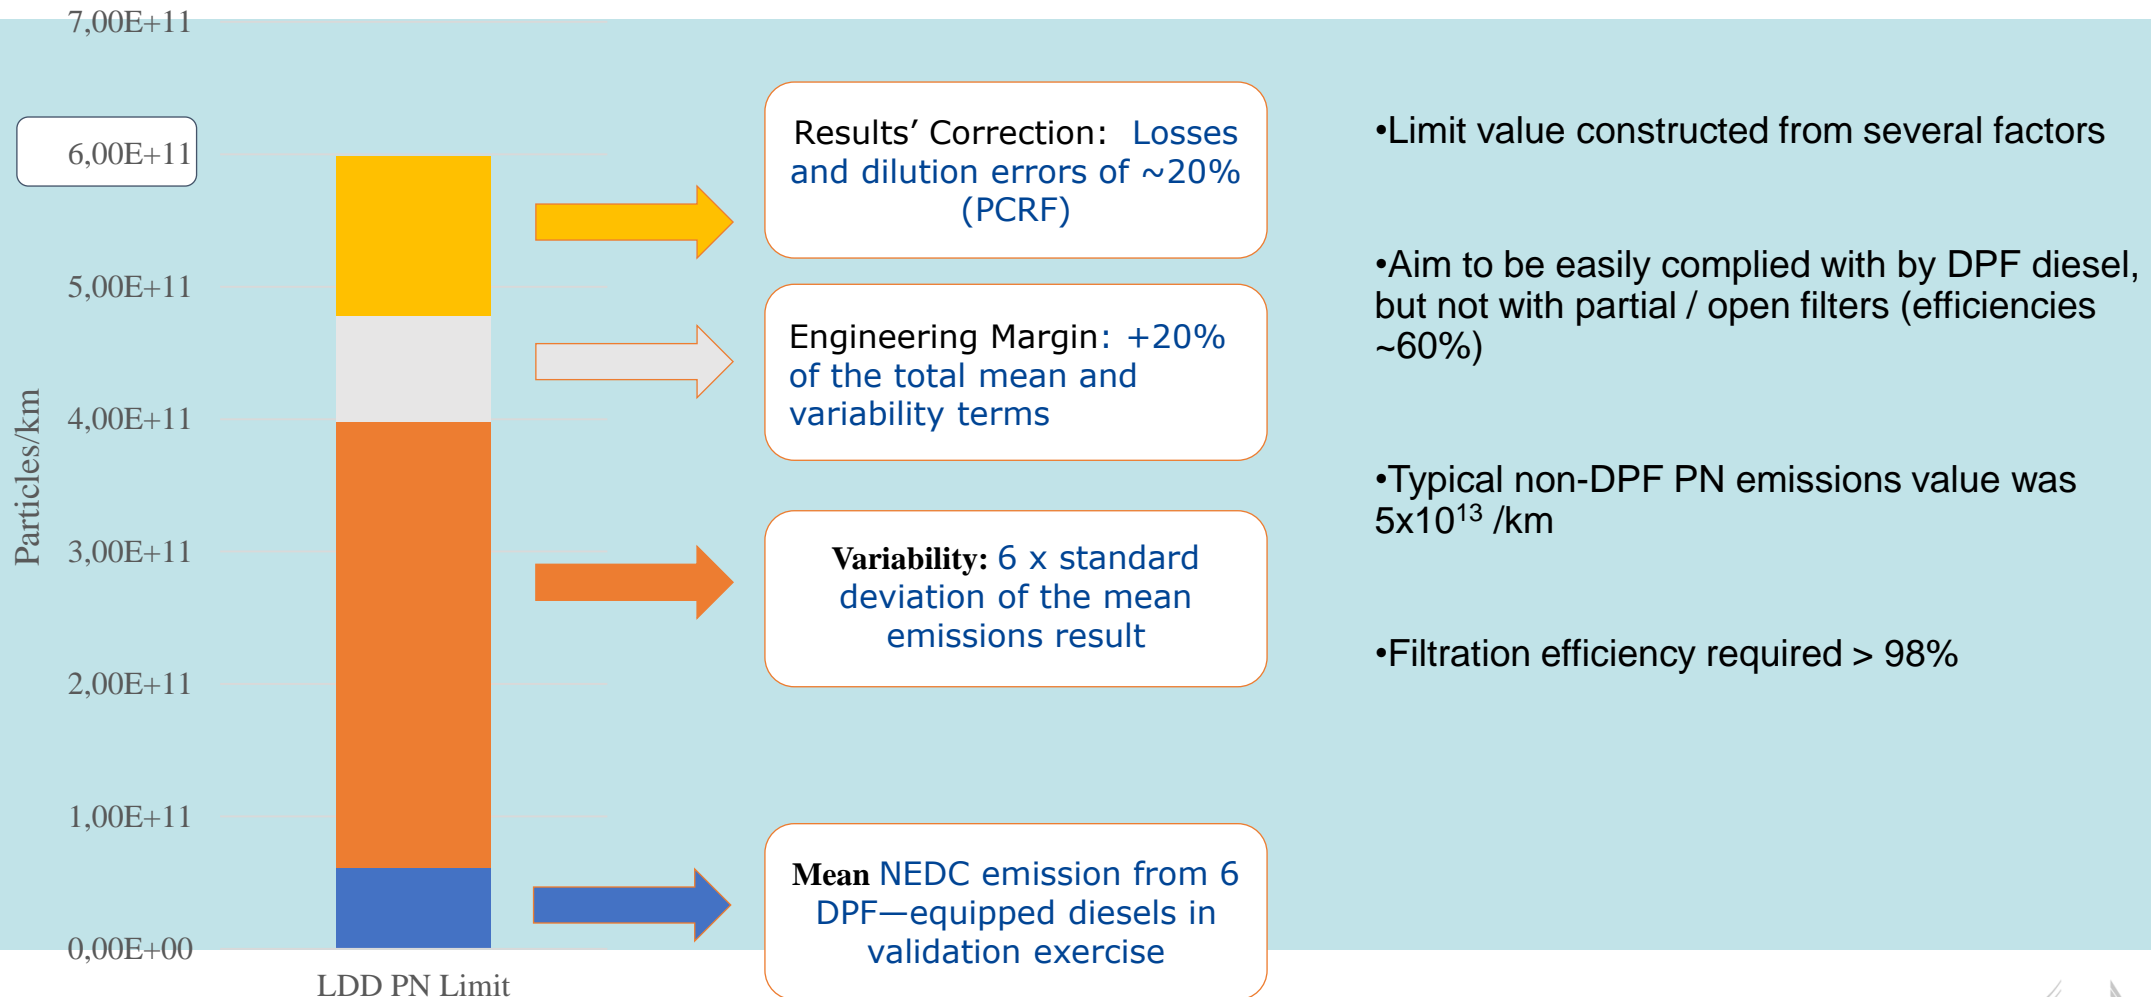 7,00E+11
6,00E+11
5,00E+11
4,00E+11
3,00E+11
2,00E+11
1,00E+11
0,00E+00
Particles/km
LDD PN Limit
Results’ Correction: Losses
and dilution errors of ~20%
(PCRF)
Engineering Margin: +20%
of the total mean and
variability terms
Variability: 6 x standard
deviation of the mean
emissions result
Mean NEDC emission from 6
DPF—equipped diesels in
validation exercise
•Limit value constructed from several factors
•Aim to be easily complied with by DPF diesel,
but not with partial / open filters (efficiencies
~60%)
•Typical non-DPF PN emissions value was
5x10¹³ /km
•Filtration efficiency required > 98%